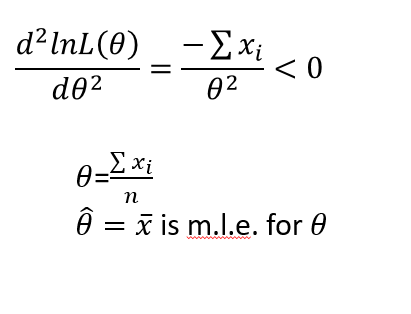 d²lnL(θ)/dθ² = −∑xᵢ/θ² < 0
θ=∑xᵢ/n
θ̂ = x̄ is m.l.e. for θ